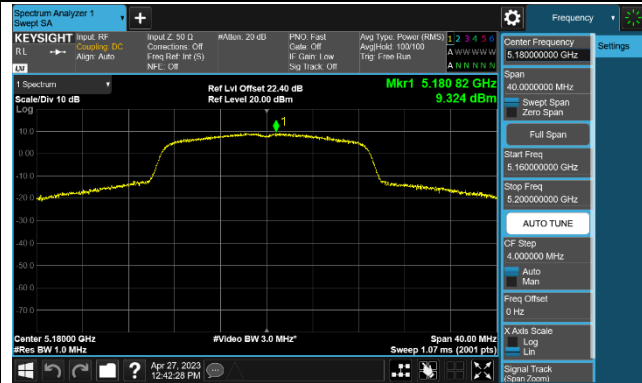 Spectrum Analyzer 1
Swept SA
Frequency
KEYSIGHT
RL
Input: RF
Coupling: DC
Align: Auto
Input Z: 50 Ω
Corrections: Off
Freq Ref: Int (S)
NFE: Off
#Atten: 20 dB
PNO: Fast
Gate: Off
IF Gain: Low
Sig Track: Off
Avg Type: Power (RMS)
Avg|Hold: 100/100
Trig: Free Run
1 2 3 4 5 6
A W W W W W
A N N N N N
LXI
1 Spectrum
Scale/Div 10 dB
Log
Ref Lvl Offset 22.40 dB
Ref Level 20.00 dBm
Mkr1 5.180 82 GHz
9.324 dBm
1
10.0
0.00
-10.0
-20.0
-30.0
-40.0
-50.0
-60.0
-70.0
Center 5.18000 GHz
#Res BW 1.0 MHz
#Video BW 3.0 MHz*
Span 40.00 MHz
Sweep 1.07 ms (2001 pts)
Apr 27, 2023
12:42:28 PM
Center Frequency
5.180000000 GHz
Settings
Span
40.0000000 MHz
Swept Span
Zero Span
Full Span
Start Freq
5.160000000 GHz
Stop Freq
5.200000000 GHz
AUTO TUNE
CF Step
4.000000 MHz
Auto
Man
Freq Offset
0 Hz
X Axis Scale
Log
Lin
Signal Track
(Span Zoom)